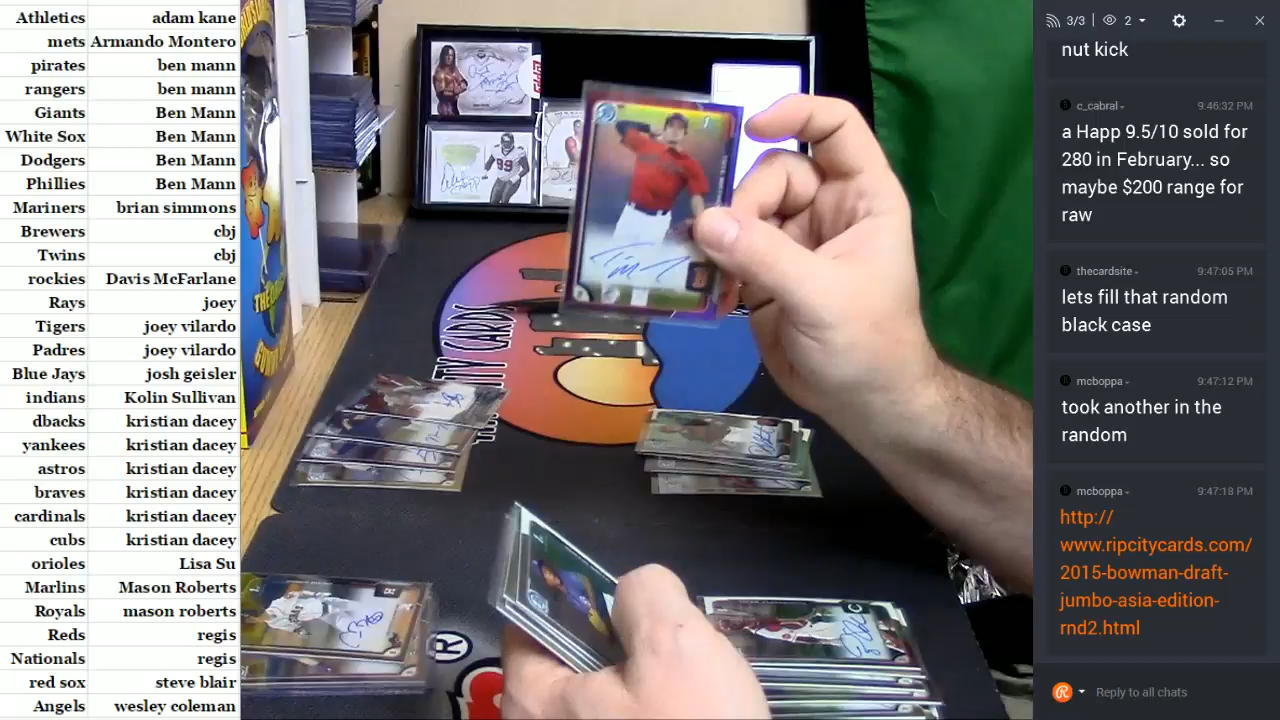 Athletics adam kane
mets Armando Montero
pirates ben mann
rangers ben mann
Giants Ben Mann
White Sox Ben Mann
Dodgers Ben Mann
Phillies Ben Mann
Mariners brian simmons
Brewers cbj
Twins cbj
rockies Davis McFarlane
Rays joey
Tigers joey vilardo
Padres joey vilardo
Blue Jays josh geisler
indians Kolin Sullivan
dbacks kristian dacey
yankees kristian dacey
astros kristian dacey
braves kristian dacey
cardinals kristian dacey
cubs kristian dacey
orioles Lisa Su
Marlins Mason Roberts
Royals mason roberts
Reds regis
Nationals regis
red sox steve blair
Angels wesley coleman
99
CITY CARDS
3/3 2
nut kick
c_cabral 9:46:32 PM
a Happ 9.5/10 sold for
280 in February... so
maybe $200 range for
raw
thecardsite 9:47:05 PM
lets fill that random
black case
mcboppa 9:47:12 PM
took another in the
random
mcboppa 9:47:18 PM
http://
www.ripcitycards.com/
2015-bowman-draft-
jumbo-asia-edition-
rnd2.html
Reply to all chats